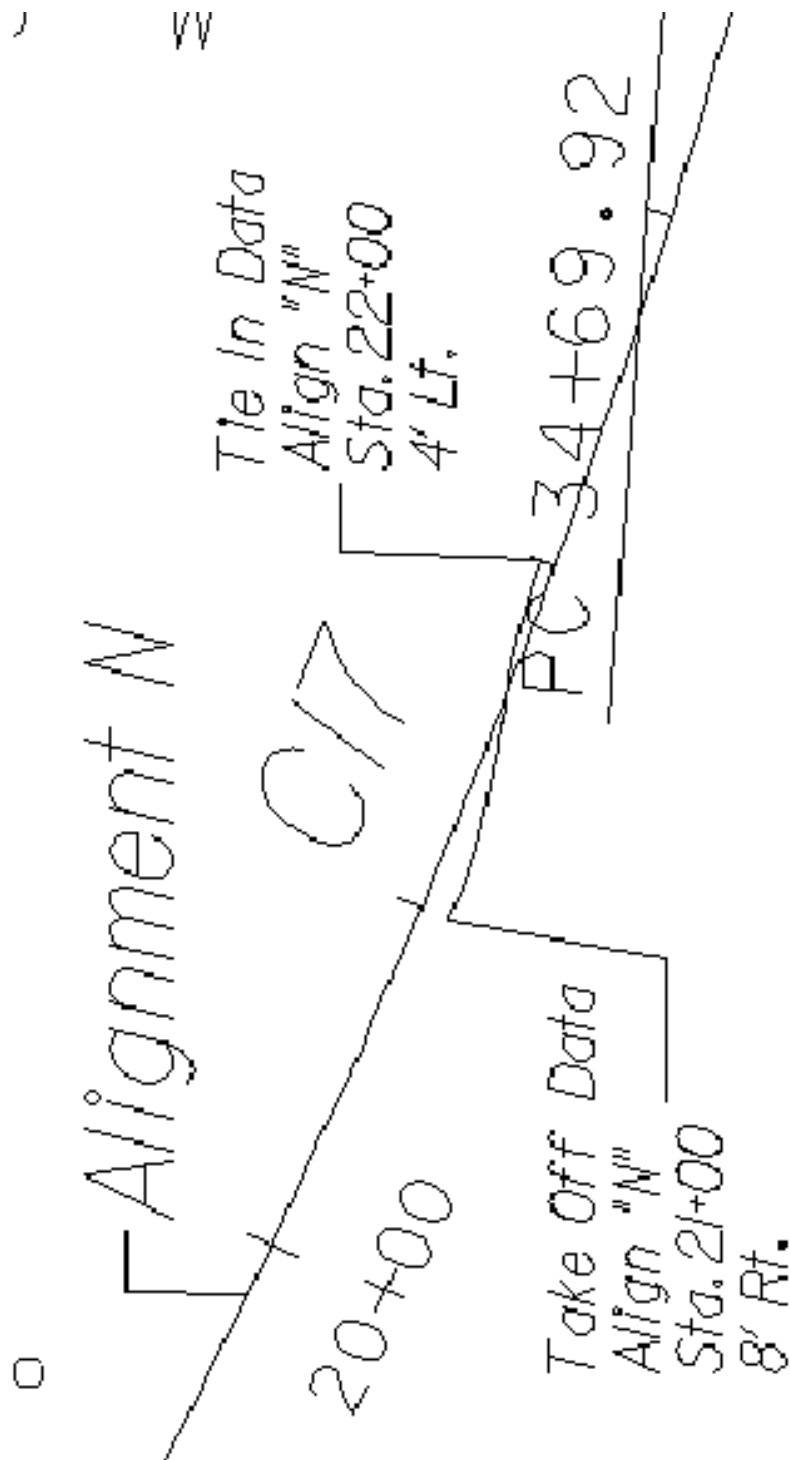 Tie In Data
Align "N"
Sta. 22+00
4' Lt.
PC 34+69.92
Alignment N
C17
20+00
Take Off Data
Align "N"
Sta. 21+00
8' Rt.